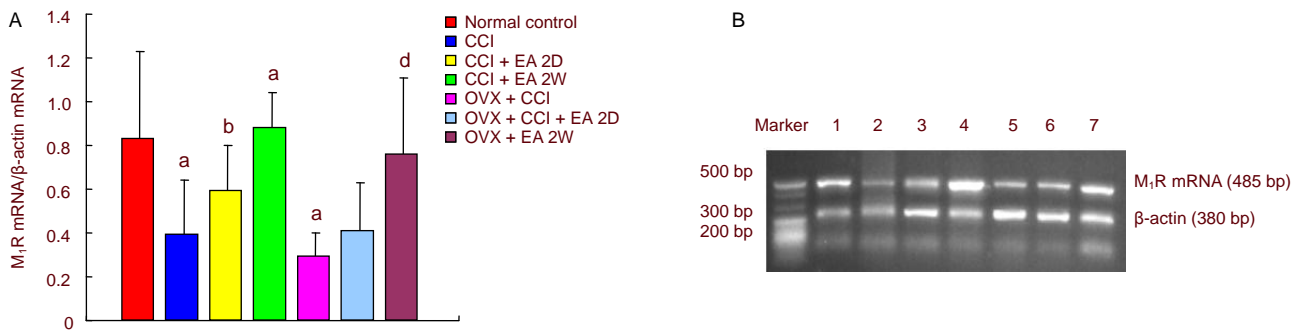 A
1.4
1.2
1.0
0.8
0.6
0.4
0.2
0
M₁R mRNA/β-actin mRNA
a
b
a
a
d
Normal control
CCI
CCI + EA 2D
CCI + EA 2W
OVX + CCI
OVX + CCI + EA 2D
OVX + EA 2W
B
Marker 1 2 3 4 5 6 7
500 bp
300 bp
200 bp
M₁R mRNA (485 bp)
β-actin (380 bp)